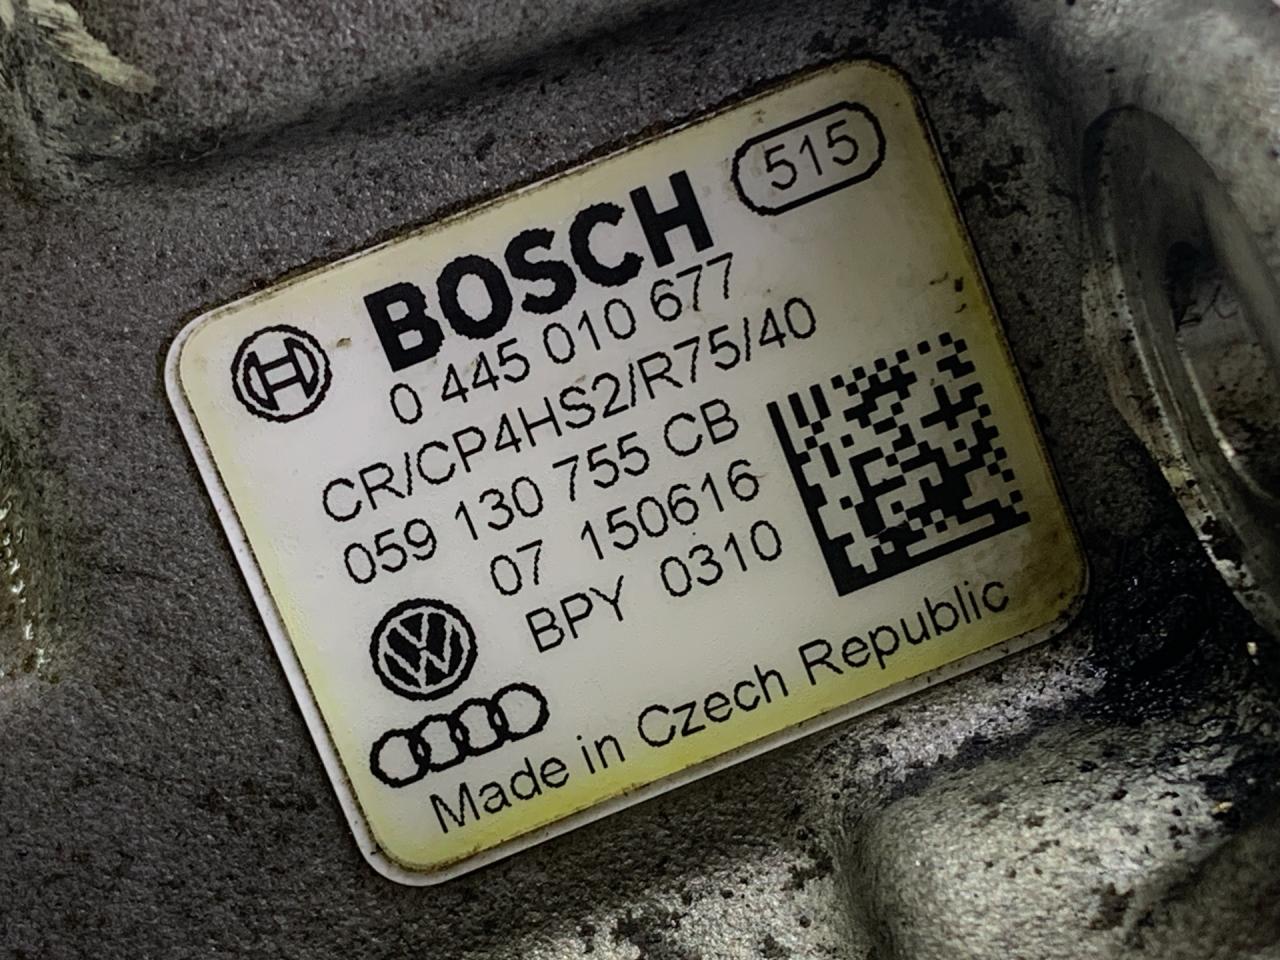 515
BOSCH
0 445 010 677
CR/CP4HS2/R75/40
059 130 755 CB
07 150616
BPY 0310
Made in Czech Republic